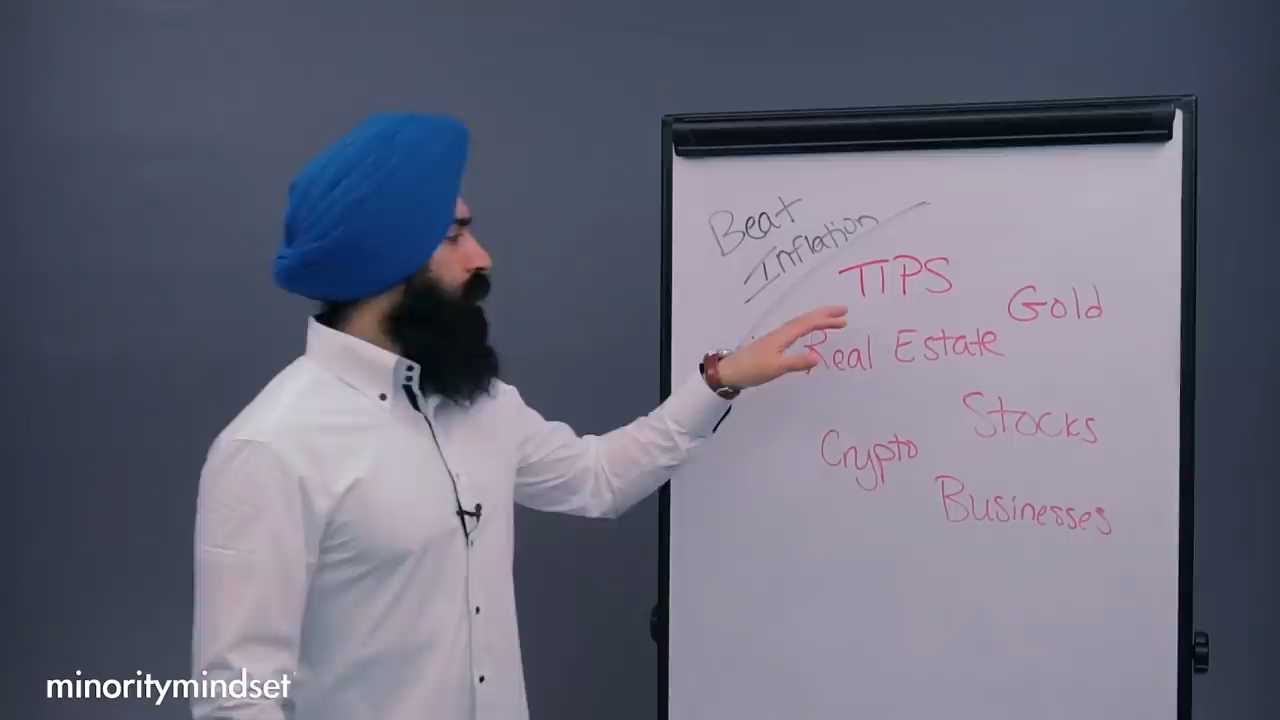 Beat
Inflation
TIPS
Gold
Real Estate
Stocks
Crypto
Businesses
minoritymindset